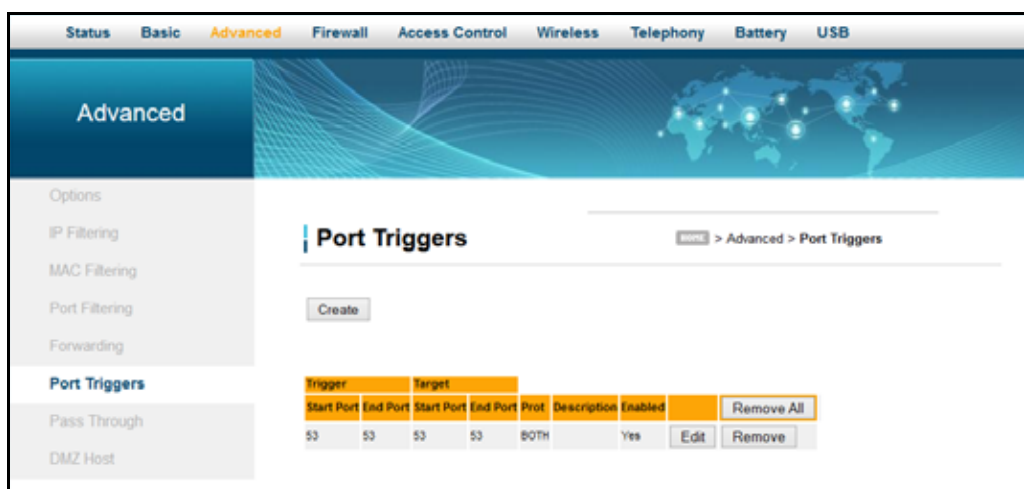 Status Basic Advanced Firewall Access Control Wireless Telephony Battery USB
Advanced
Options
IP Filtering
MAC Filtering
Port Filtering
Forwarding
Port Triggers
Pass Through
DMZ Host
Port Triggers
HOME > Advanced > Port Triggers
Create
Trigger Target
Start Port End Port Start Port End Port Prot Description Enabled Remove All
53 53 53 53 BOTH Yes Edit Remove